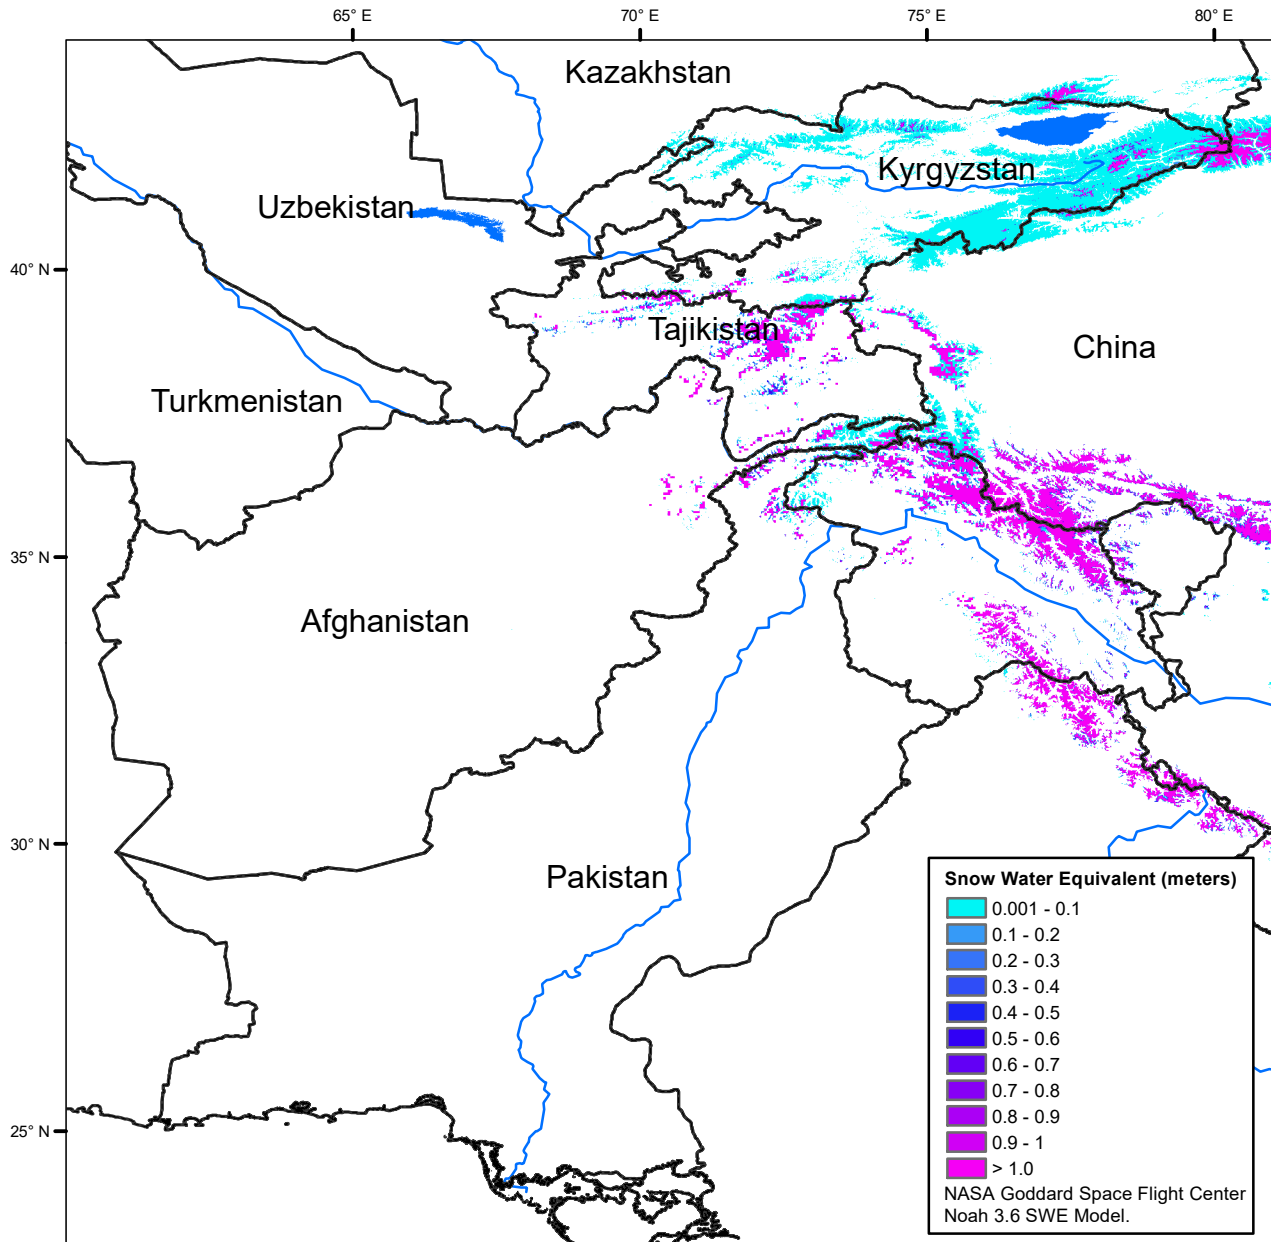 65° E
70° E
75° E
80° E
Kazakhstan
Kyrgyzstan
Uzbekistan
40° N
Tajikistan
China
Turkmenistan
35° N
Afghanistan
30° N
Pakistan
25° N
Snow Water Equivalent (meters)
0.001 - 0.1
0.1 - 0.2
0.2 - 0.3
0.3 - 0.4
0.4 - 0.5
0.5 - 0.6
0.6 - 0.7
0.7 - 0.8
0.8 - 0.9
0.9 - 1
> 1.0
NASA Goddard Space Flight Center
Noah 3.6 SWE Model.